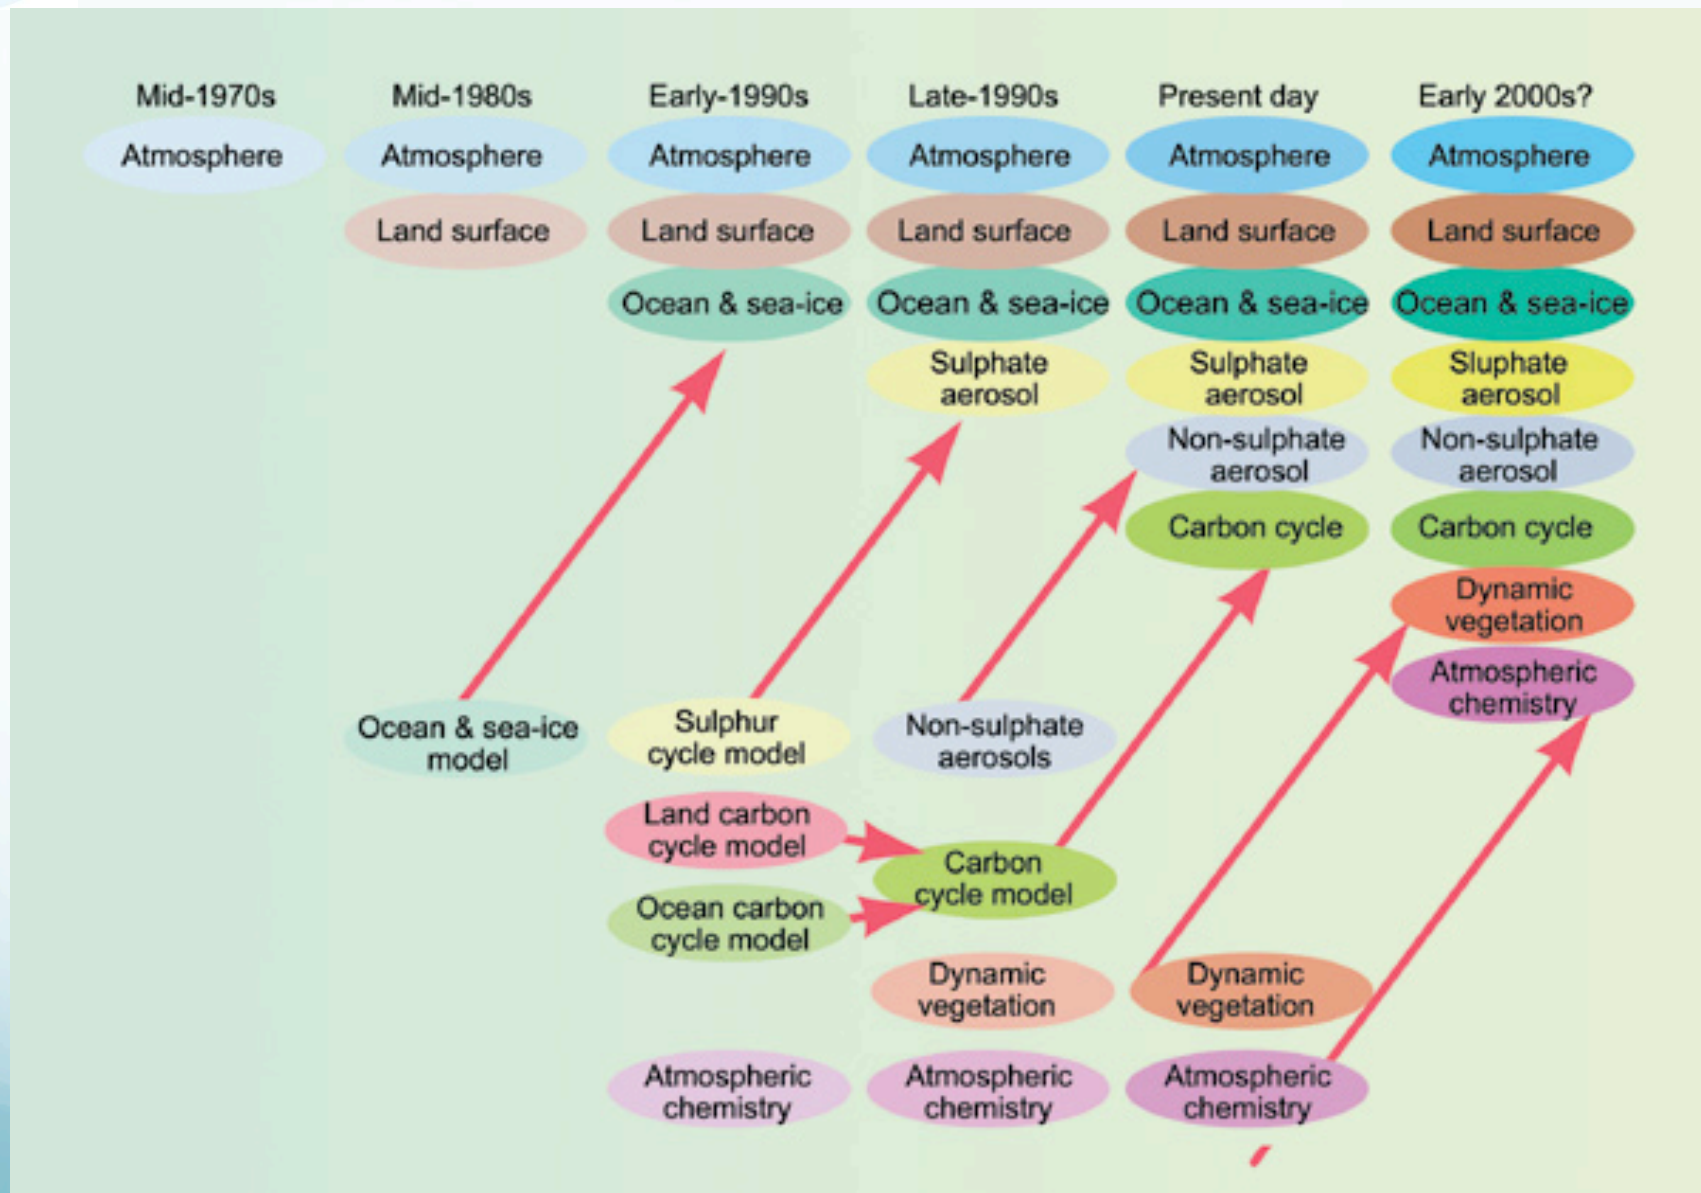 Mid-1970s
Mid-1980s
Early-1990s
Late-1990s
Present day
Early 2000s?
Atmosphere
Atmosphere
Atmosphere
Atmosphere
Atmosphere
Atmosphere
Land surface
Land surface
Land surface
Land surface
Land surface
Ocean & sea-ice
Ocean & sea-ice
Ocean & sea-ice
Ocean & sea-ice
Sulphate
aerosol
Sulphate
aerosol
Sluphate
aerosol
Non-sulphate
aerosol
Non-sulphate
aerosol
Carbon cycle
Carbon cycle
Dynamic
vegetation
Atmospheric
chemistry
Ocean & sea-ice
model
Sulphur
cycle model
Non-sulphate
aerosols
Land carbon
cycle model
Carbon
cycle model
Ocean carbon
cycle model
Dynamic
vegetation
Dynamic
vegetation
Atmospheric
chemistry
Atmospheric
chemistry
Atmospheric
chemistry